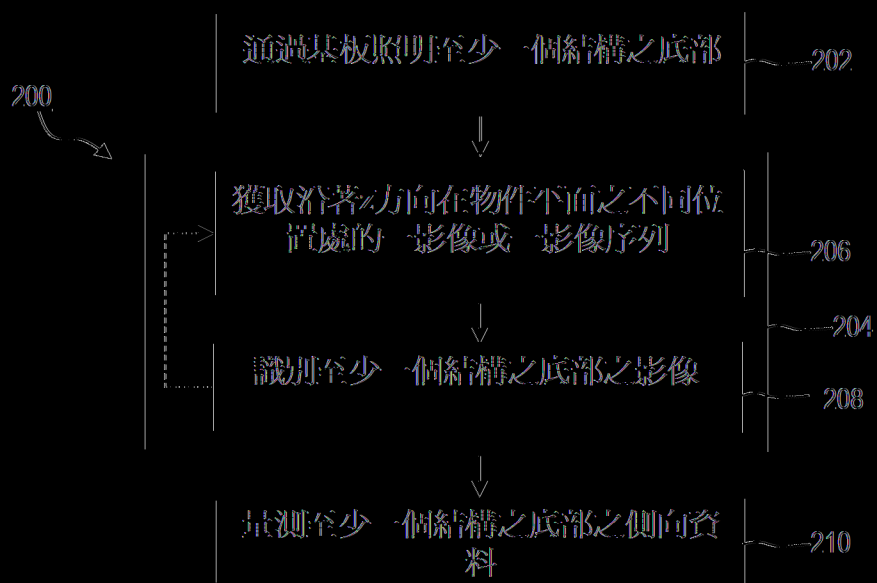 通過基板照明至少一個結構之底部
202
200
獲取沿著z方向在物件平面之不同位
置處的一影像或一影像序列
206
204
識別至少一個結構之底部之影像
208
量測至少一個結構之底部之側向資
料
210